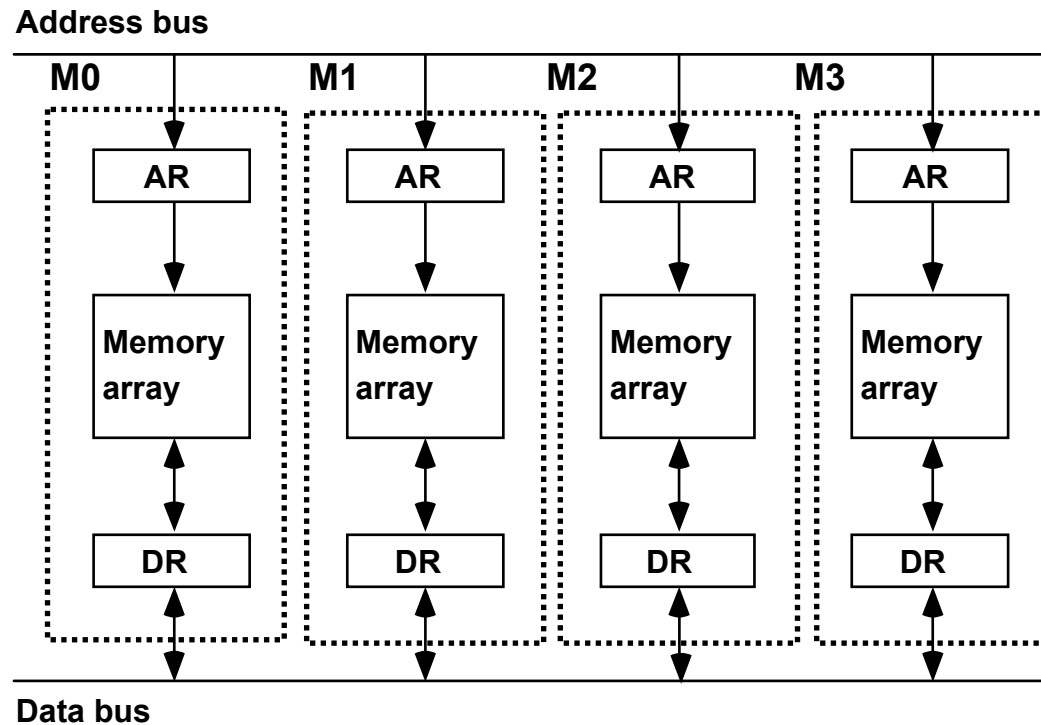 Address bus
M0
M1
M2
M3
AR
AR
AR
AR
Memory
array
Memory
array
Memory
array
Memory
array
DR
DR
DR
DR
Data bus